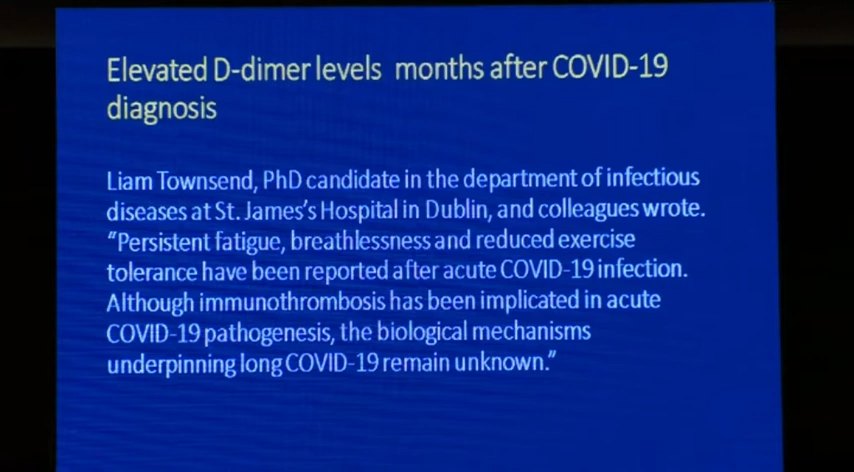 Elevated D-dimer levels months after COVID-19
diagnosis
Liam Townsend, PhD candidate in the department of infectious
diseases at St. James's Hospital in Dublin, and colleagues wrote.
"Persistent fatigue, breathlessness and reduced exercise
tolerance have been reported after acute COVID-19 infection.
Although immunothrombosis has been implicated in acute
COVID-19 pathogenesis, the biological mechanisms
underpinning long COVID-19 remain unknown."